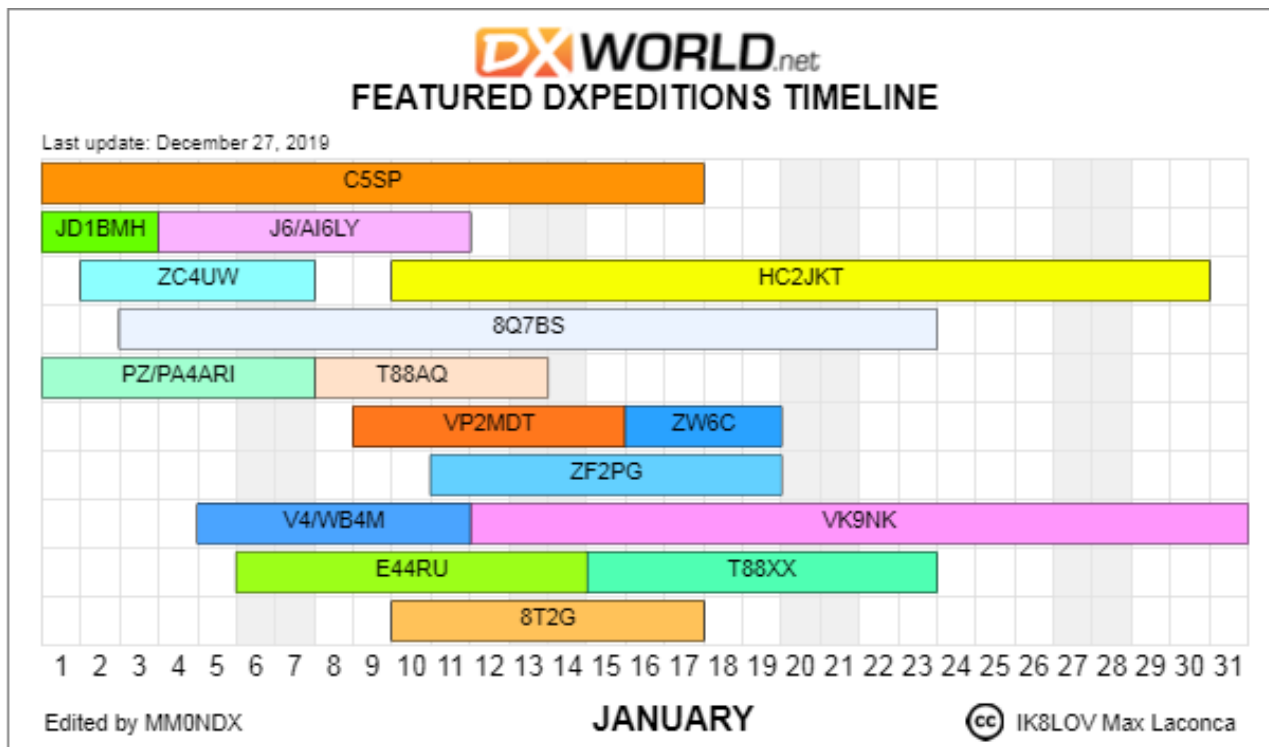 DX WORLD.net
FEATURED DXPEDITIONS TIMELINE
Last update: December 27, 2019
C5SP
JD1BMH J6/AI6LY
ZC4UW HC2JKT
8Q7BS
PZ/PA4ARI T88AQ
VP2MDT ZW6C
ZF2PG
V4/WB4M VK9NK
E44RU T88XX
8T2G
1 2 3 4 5 6 7 8 9 10 11 12 13 14 15 16 17 18 19 20 21 22 23 24 25 26 27 28 29 30 31
Edited by MM0NDX JANUARY cc IK8LOV Max Laconca